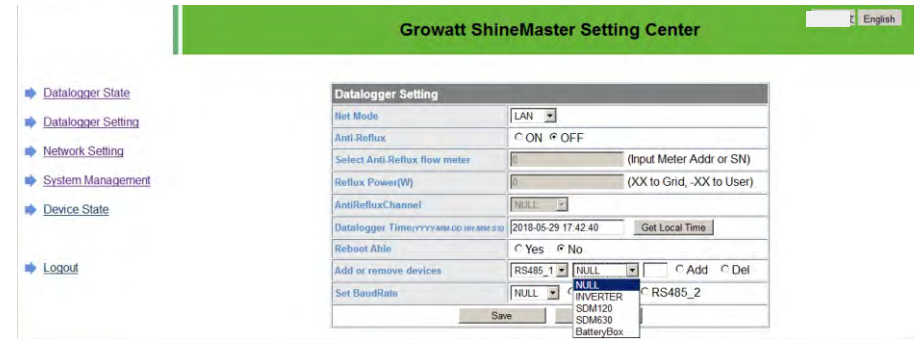 Growatt ShineMaster Setting Center
English
Datalogger State
Datalogger Setting
Network Setting
System Management
Device State
Logout
Datalogger Setting
Net Mode LAN
Anti-Reflux ON OFF
Select Anti-Reflux flow meter 0 (Input Meter Addr or SN)
Reflux Power(W) 0 (XX to Grid, -XX to User)
AntiRefluxChannel NULL
Datalogger Time(YYYY-MM-DD HH:MM:SS) 2018-05-29 17:42:40 Get Local Time
Reboot Able Yes No
Add or remove devices RS485_1 NULL Add Del
NULL
INVERTER
SDM120
SDM630
BatteryBox
Set BaudRate NULL RS485_2
Save